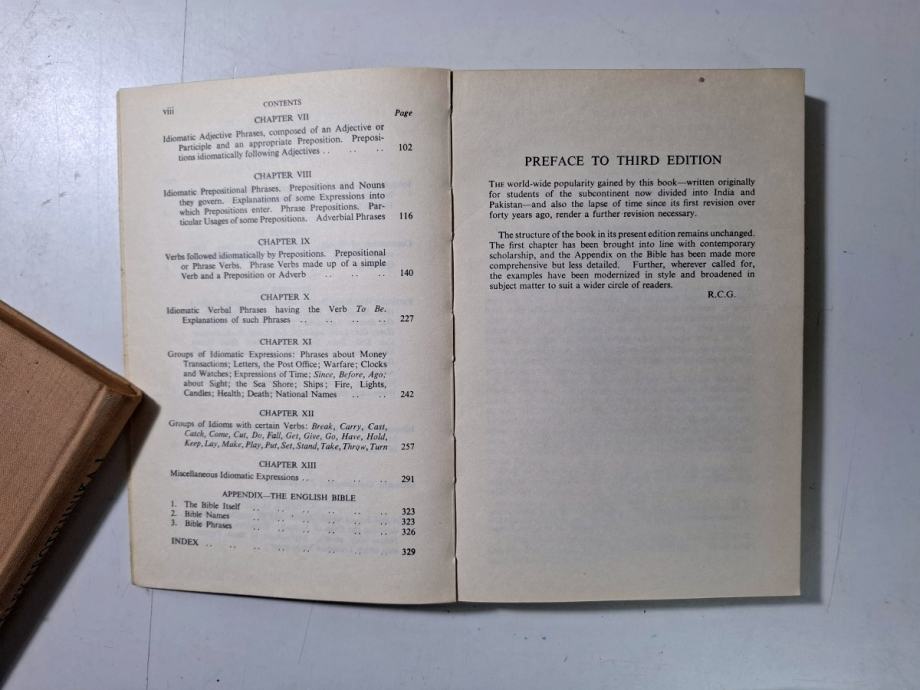 viii
CONTENTS
CHAPTER VII
Page
Idiomatic Adjective Phrases, composed of an Adjective or
Participle and an appropriate Preposition. Preposi-
tions idiomatically following Adjectives .. .. .. 102
CHAPTER VIII
Idiomatic Prepositional Phrases. Prepositions and Nouns
they govern. Explanations of some Expressions into
which Prepositions enter. Phrase Prepositions. Par-
ticular Usages of some Prepositions. Adverbial Phrases 116
CHAPTER IX
Verbs followed idiomatically by Prepositions. Prepositional
or Phrase Verbs. Phrase Verbs made up of a simple
Verb and a Preposition or Adverb .. .. .. 140
CHAPTER X
Idiomatic Verbal Phrases having the Verb To Be.
Explanations of such Phrases .. .. .. .. 227
CHAPTER XI
Groups of Idiomatic Expressions: Phrases about Money
Transactions; Letters, the Post Office; Warfare; Clocks
and Watches; Expressions of Time; Since, Before, Ago;
about Sight; the Sea Shore; Ships; Fire, Lights,
Candles; Health; Death; National Names .. .. 242
CHAPTER XII
Groups of Idioms with certain Verbs: Break, Carry, Cast,
Catch, Come, Cut, Do, Fall, Get, Give, Go, Have, Hold,
Keep, Lay, Make, Play, Put, Set, Stand, Take, Throw, Turn 257
CHAPTER XIII
Miscellaneous Idiomatic Expressions .. .. .. .. 291
APPENDIX—THE ENGLISH BIBLE
1. The Bible Itself .. .. .. .. .. .. 323
2. Bible Names .. .. .. .. .. .. 323
3. Bible Phrases .. .. .. .. .. .. 326
INDEX .. .. .. .. .. .. .. .. 329
PREFACE TO THIRD EDITION
THE world-wide popularity gained by this book—written originally
for students of the subcontinent now divided into India and
Pakistan—and also the lapse of time since its first revision over
forty years ago, render a further revision necessary.
The structure of the book in its present edition remains unchanged.
The first chapter has been brought into line with contemporary
scholarship, and the Appendix on the Bible has been made more
comprehensive but less detailed. Further, wherever called for,
the examples have been modernized in style and broadened in
subject matter to suit a wider circle of readers.
R.C.G.